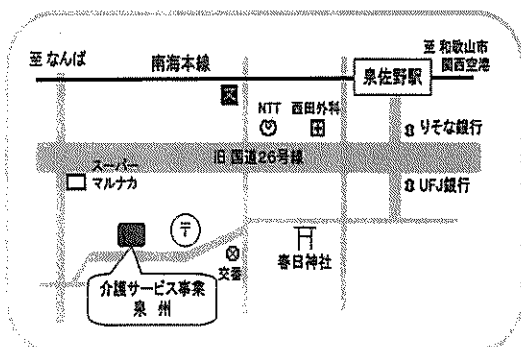 至 なんば
南海本線
泉佐野駅
至 和歌山市
関西空港
NTT
西田外科
りそな銀行
旧 国道26号線
スーパー
マルナカ
UFJ銀行
〒
交番
春日神社
介護サービス事業
泉 州